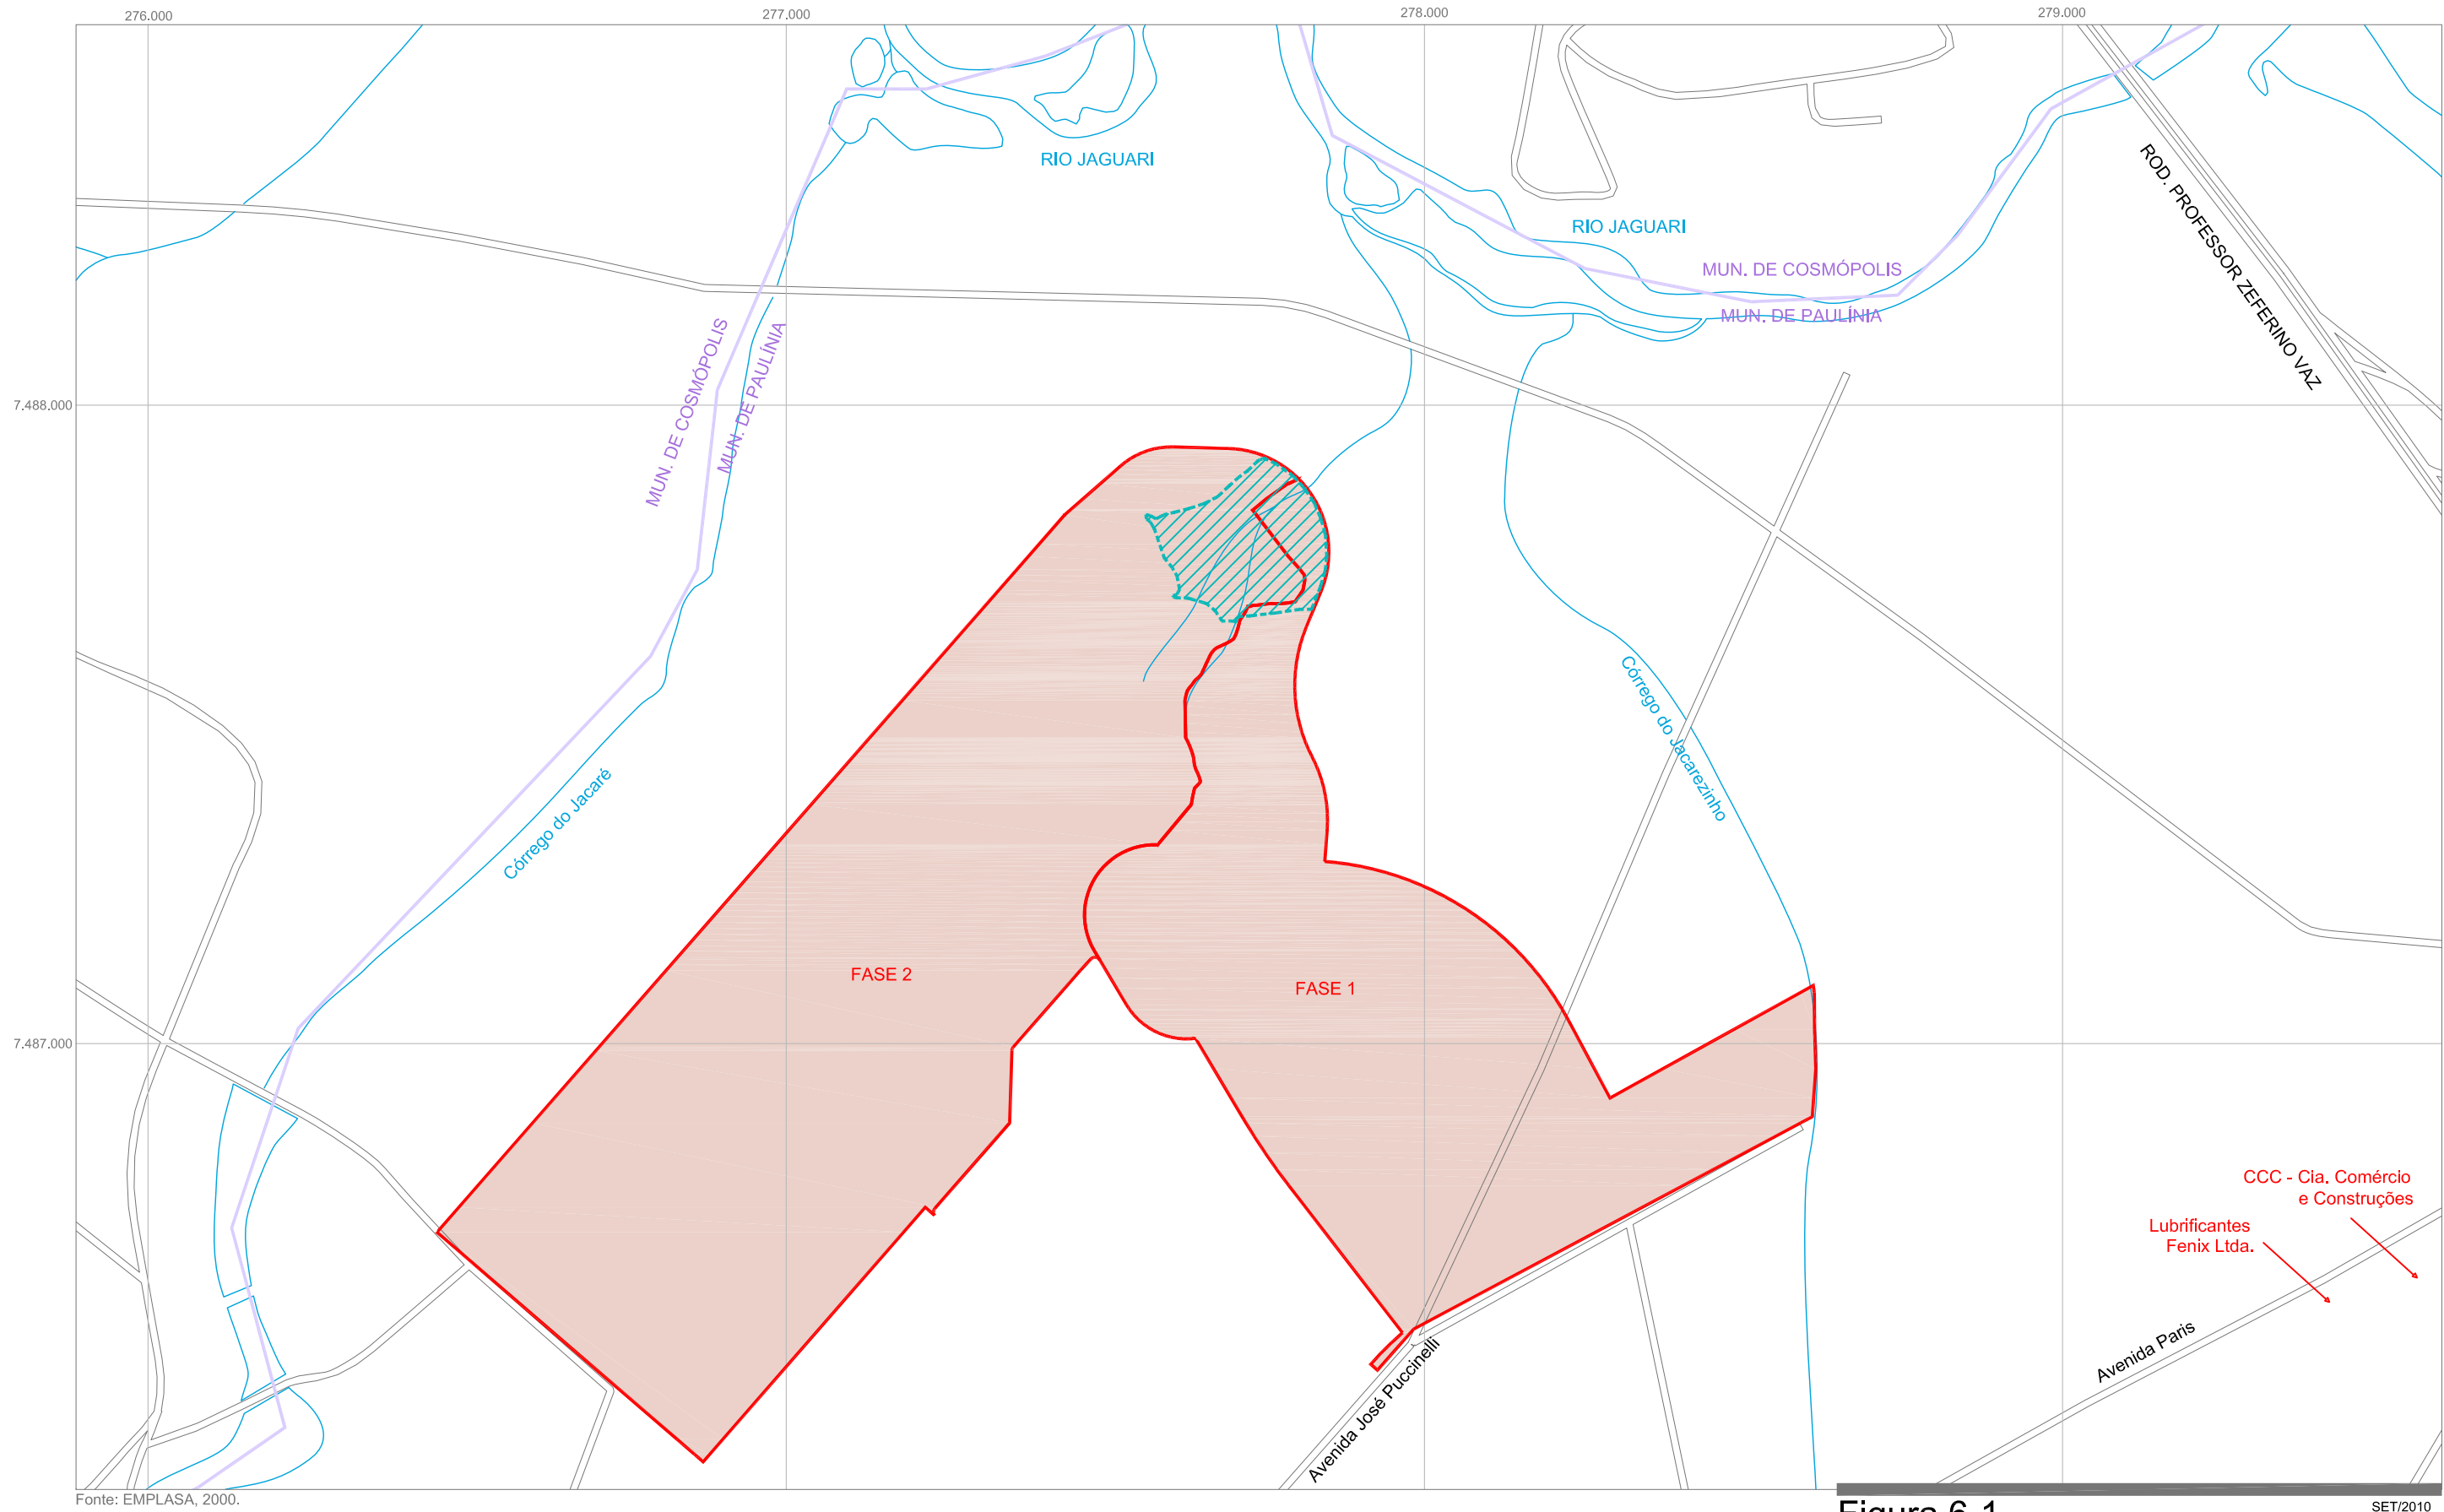 276.000
277.000
278.000
279.000
RIO JAGUARI
RIO JAGUARI
ROD. PROFESSOR ZEFERINO VAZ
MUN. DE COSMÓPOLIS
MUN. DE PAULÍNIA
MUN. DE COSMÓPOLIS
MUN. DE PAULÍNIA
7.488.000
Córrego do Jacarezinho
Córrego do Jacaré
FASE 2
FASE 1
7.487.000
CCC - Cia. Comércio
e Construções
Lubrificantes
Fenix Ltda.
Avenida Paris
Avenida José Puccinelli
Fonte: EMPLASA, 2000.
Figura 6-1
SET/2010